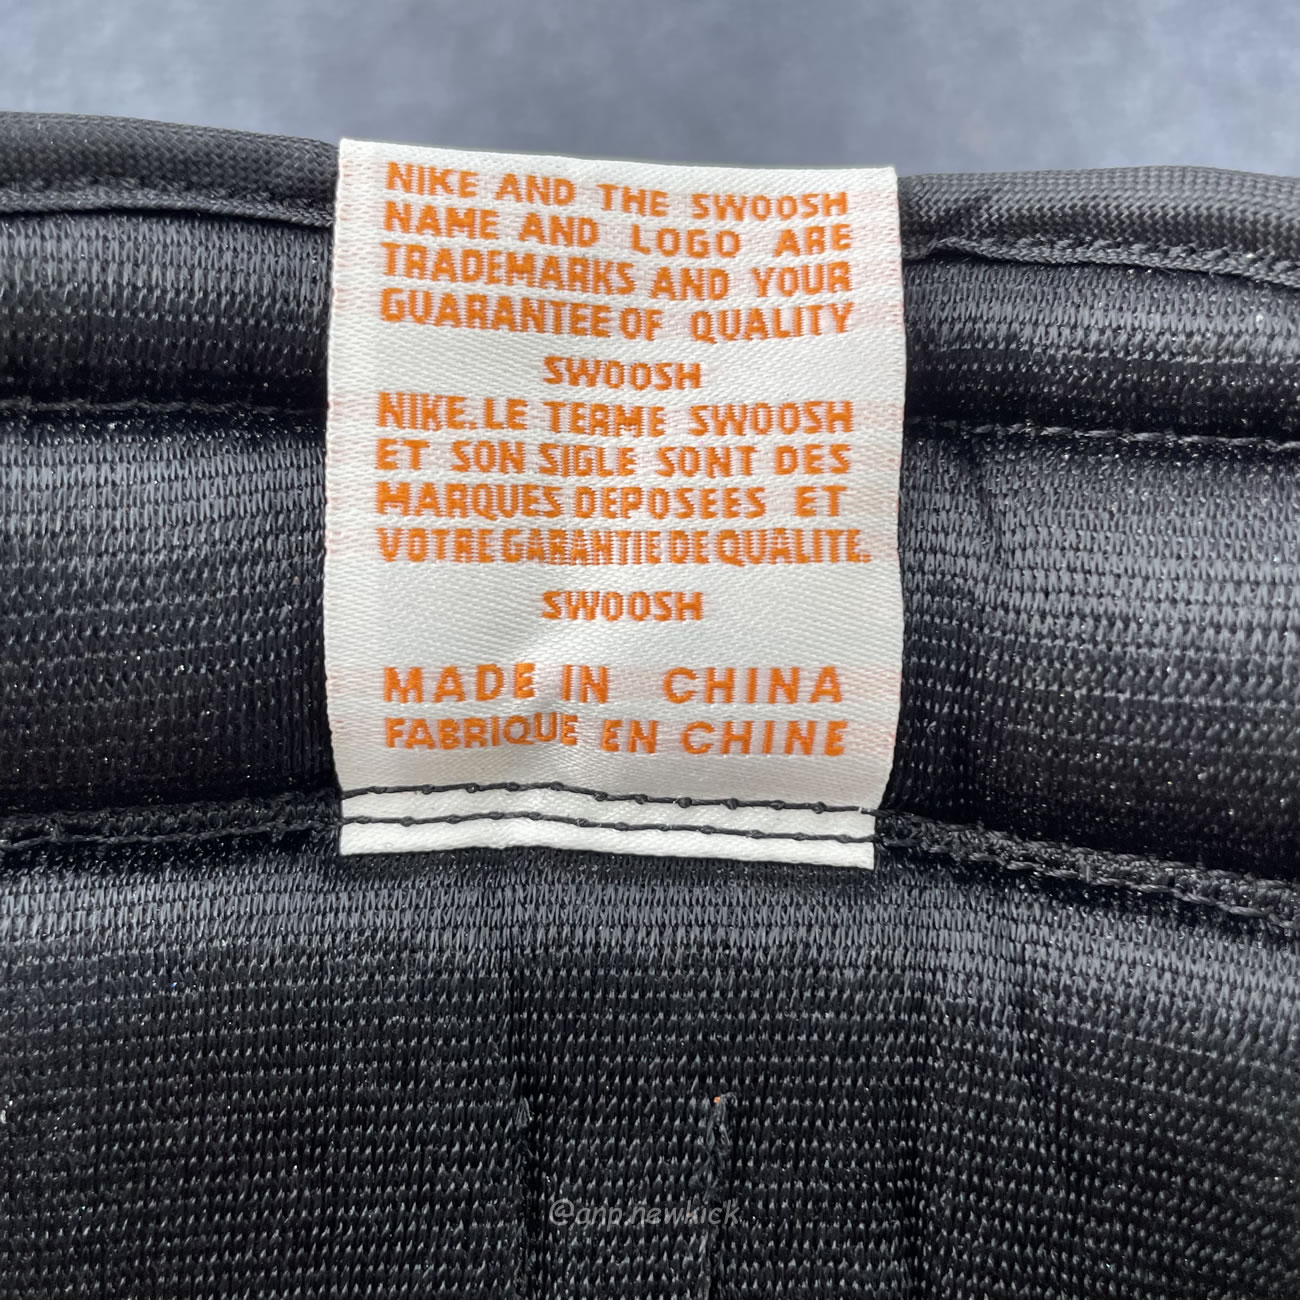 NIKE AND THE SWOOSH
NAME AND LOGO ARE
TRADEMARKS AND YOUR
GUARANTEE OF QUALITY
SWOOSH
NIKE.LE TERME SWOOSH
ET SON SIGLE SONT DES
MARQUES DEPOSEES ET
VOTRE GARANTIE DE QUALITE.
SWOOSH
MADE IN CHINA
FABRIQUE EN CHINE
@anp.newkick